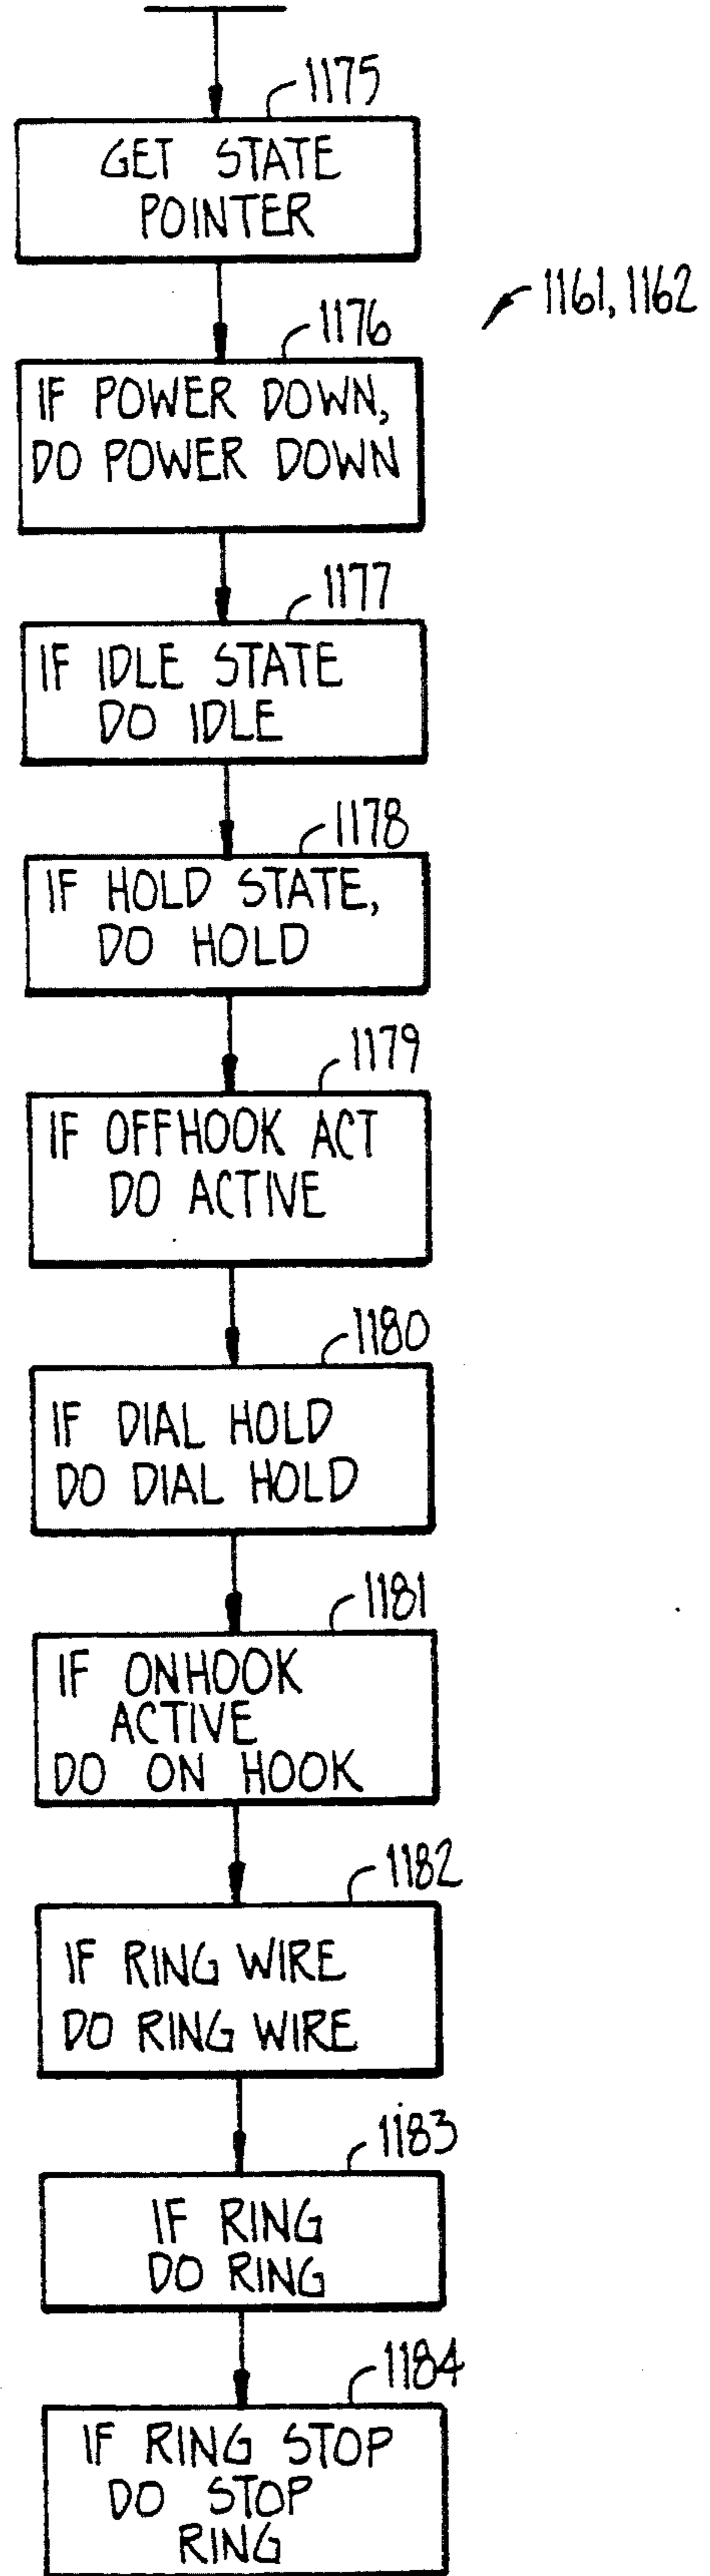 1175
GET STATE
POINTER
1161, 1162
1176
IF POWER DOWN,
DO POWER DOWN
1177
IF IDLE STATE
DO IDLE
1178
IF HOLD STATE,
DO HOLD
1179
IF OFFHOOK ACT
DO ACTIVE
1180
IF DIAL HOLD
DO DIAL HOLD
1181
IF ONHOOK
ACTIVE
DO ON HOOK
1182
IF RING WIRE
DO RING WIRE
1183
IF RING
DO RING
1184
IF RING STOP
DO STOP
RING